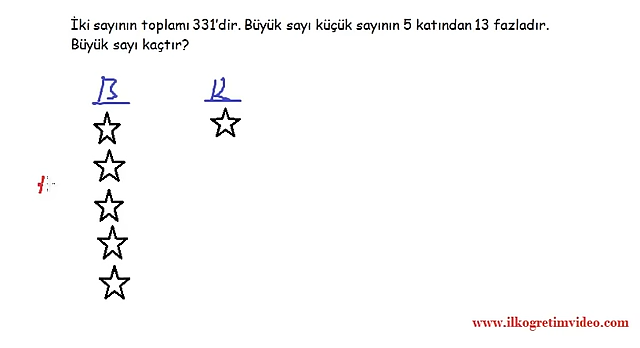 İki sayının toplamı 331'dir. Büyük sayı küçük sayının 5 katından 13 fazladır.
Büyük sayı kaçtır?
B K
www.ilkogretimvideo.com